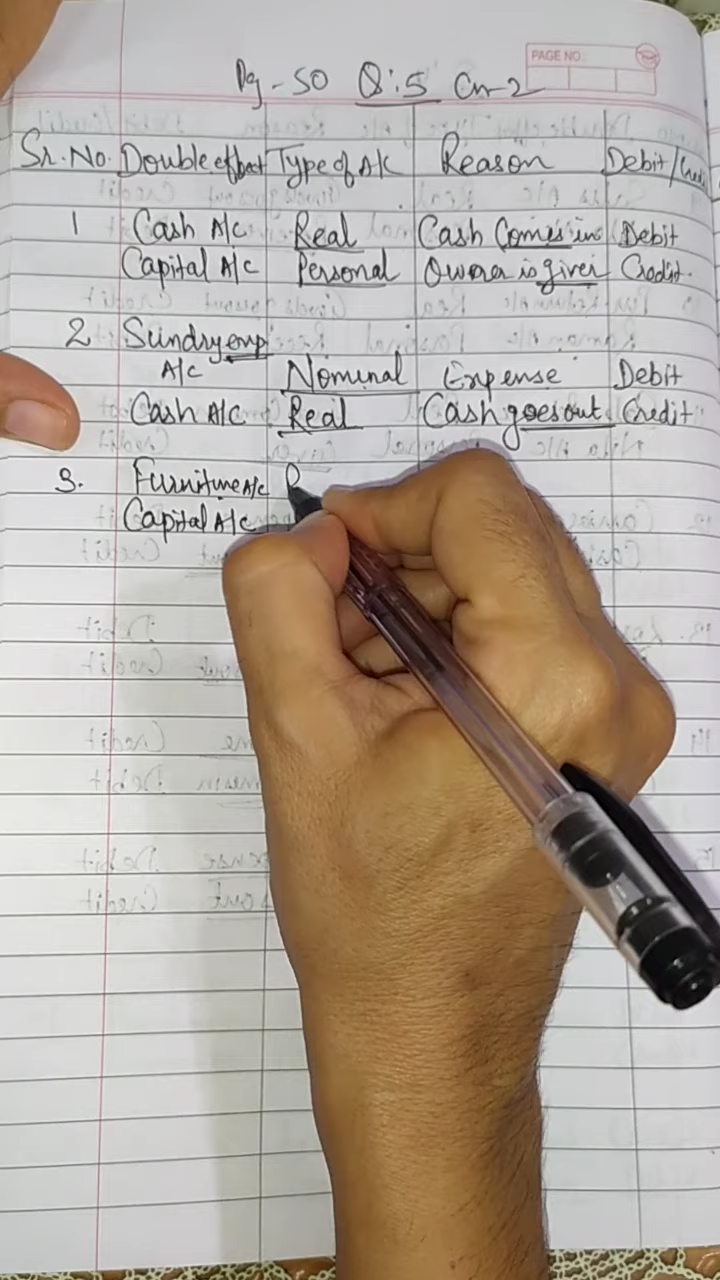 PAGE NO.
Pg - 50 Q:5 Cn-2
Sr. No. Double effect Type of A/c Reason Debit/
1 Cash A/c Real Cash Comes in Debit
Capital A/c Personal Owner is giver Credit.
2 Sundry exp
A/c Nominal Expense Debit
Cash A/c Real Cash goes out Credit
3. Furniture A/c R
Capital A/c